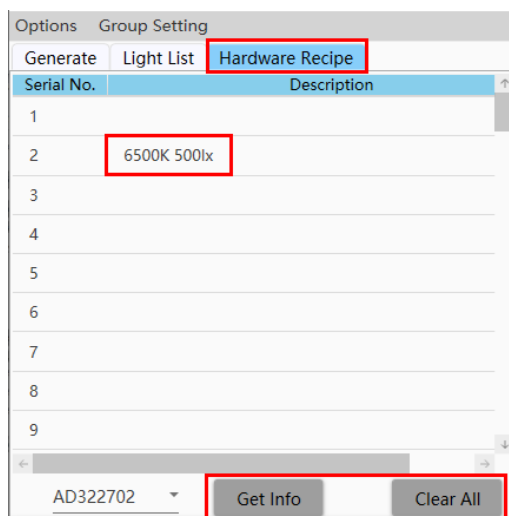 Options Group Setting
Generate Light List Hardware Recipe
Serial No. Description
1
2 6500K 500lx
3
4
5
6
7
8
9
AD322702 Get Info Clear All